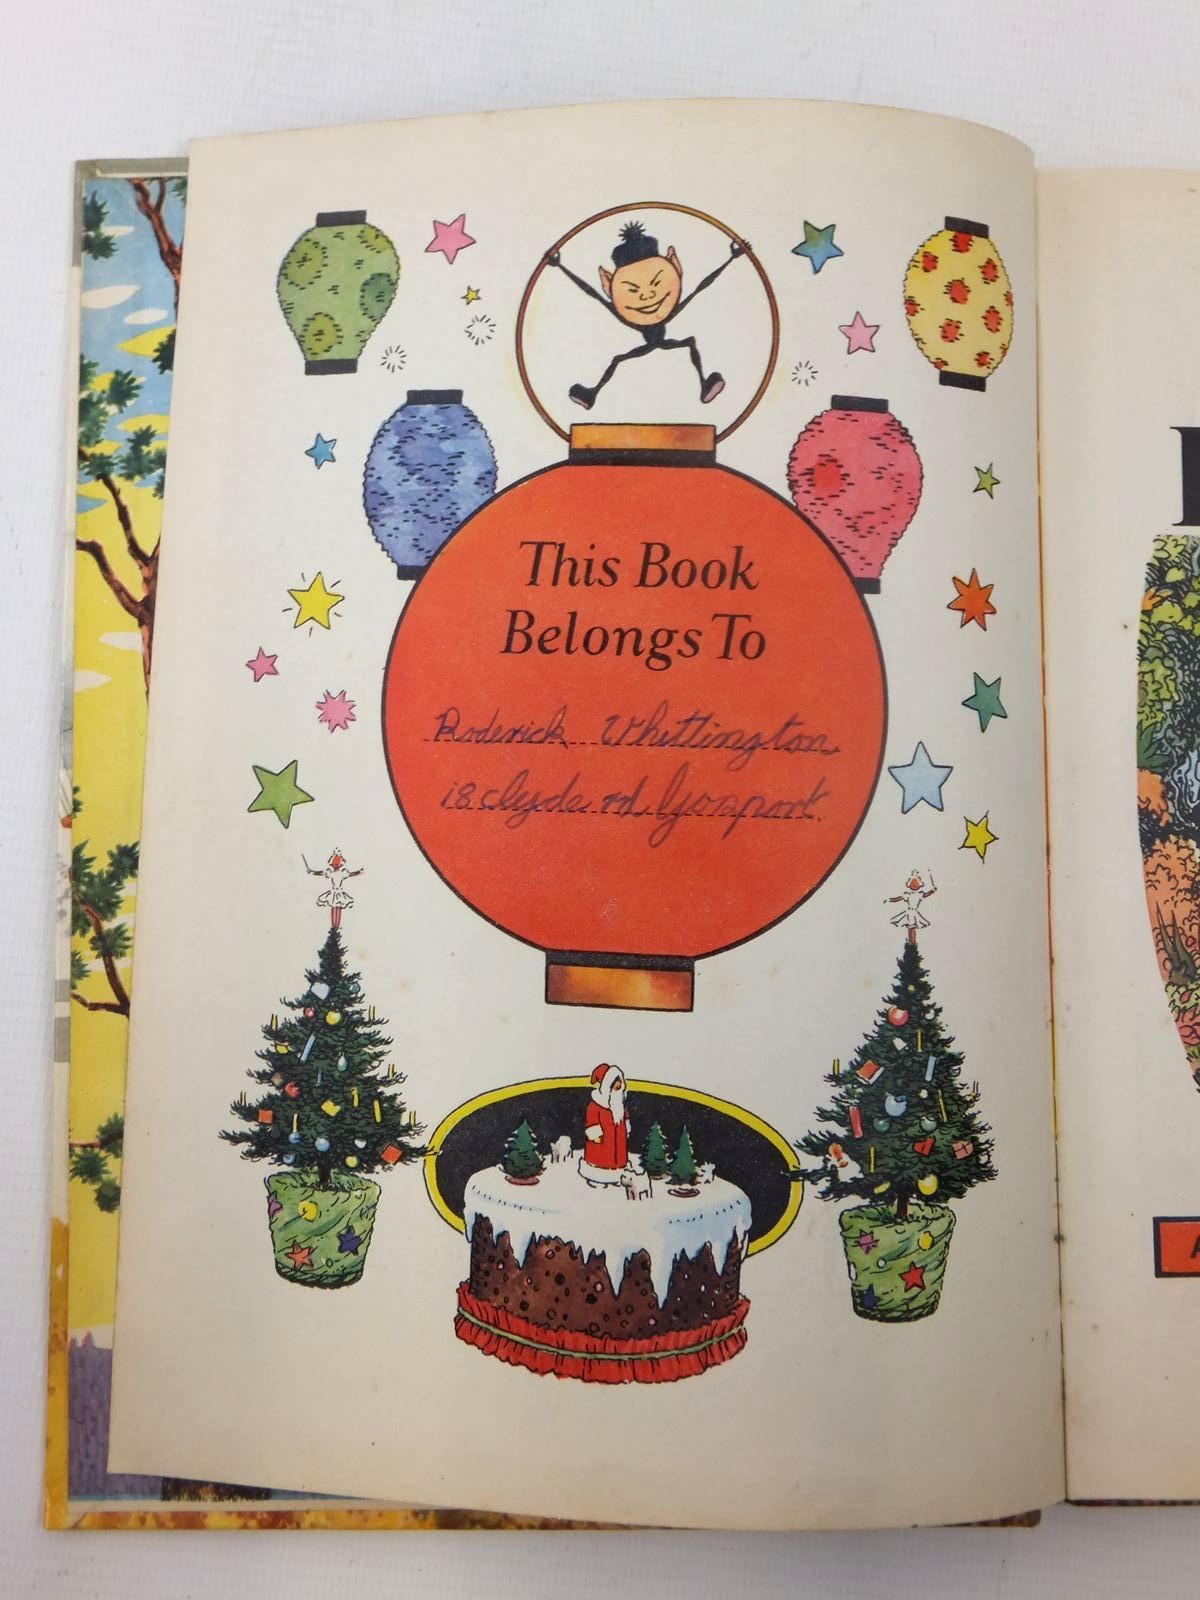 This Book
Belongs To
Roderick Whittington
18 clyde rd Gosport.